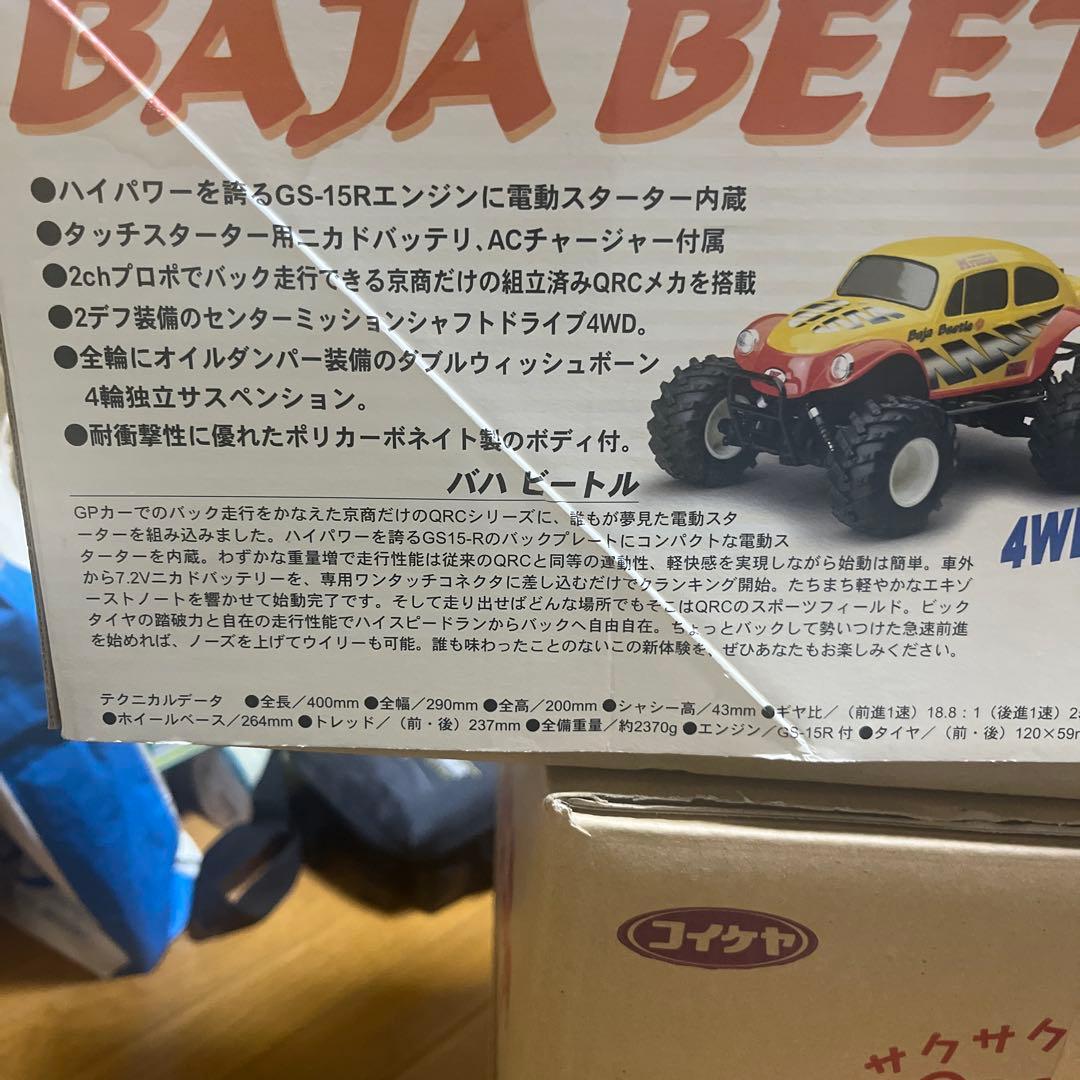 BAJA BEET
●ハイパワーを誇るGS-15Rエンジンに電動スターター内蔵
●タッチスターター用ニカドバッテリ、ACチャージャー付属
●2chプロポでバック走行できる京商だけの組立済みQRCメカを搭載
●2デフ装備のセンターミッションシャフトドライブ4WD。
●全輪にオイルダンパー装備のダブルウィッシュボーン
4輪独立サスペンション。
●耐衝撃性に優れたポリカーボネイト製のボディ付。
Baja Beetle
バハ ビートル
GPカーでのバック走行をかなえた京商だけのQRCシリーズに、誰もが夢見た電動スタ
ーターを組み込みました。ハイパワーを誇るGS15-Rのバックプレートにコンパクトな電動ス
ターターを内蔵。わずかな重量増で走行性能は従来のQRCと同等の運動性、軽快感を実現しながら始動は簡単。車外
から7.2Vニカドバッテリーを、専用ワンタッチコネクタに差し込むだけでクランキング開始。たちまち軽やかなエキゾ
ーストノートを響かせて始動完了です。そして走り出せばどんな場所でもそこはQRCのスポーツフィールド。ビック
タイヤの踏破力と自在の走行性能でハイスピードランからバックへ自由自在。ちょっとバックして勢いつけた急速前進
を始めれば、ノーズを上げてウイリーも可能。誰も味わったことのないこの新体験を、ぜひあなたもお楽しみください。
4WD
テクニカルデータ ●全長／400mm ●全幅／290mm ●全高／200mm ●シャシー高／43mm ●ギヤ比／（前進1速）18.8：1（後進1速）25
●ホイールベース／264mm ●トレッド／（前・後）237mm ●全備重量／約2370g ●エンジン／GS-15R 付 ●タイヤ／（前・後）120×59m
コイケヤ
サクサク